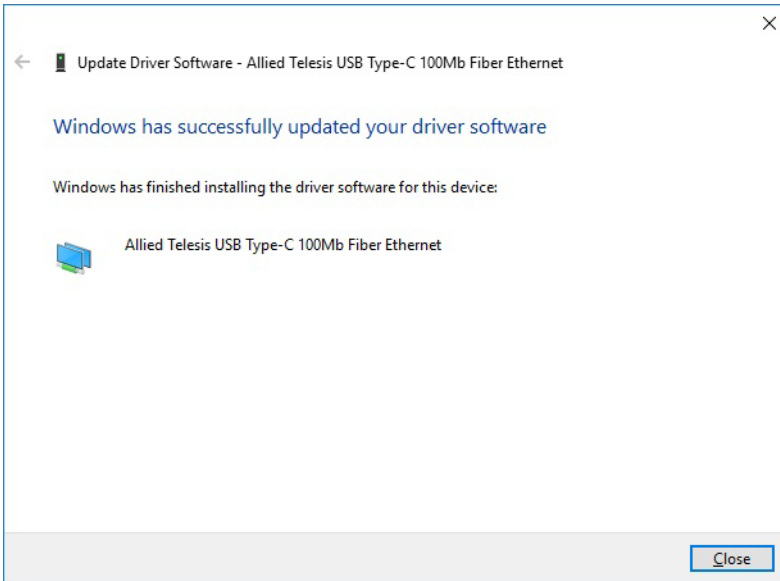 Update Driver Software - Allied Telesis USB Type-C 100Mb Fiber Ethernet
Windows has successfully updated your driver software
Windows has finished installing the driver software for this device:
Allied Telesis USB Type-C 100Mb Fiber Ethernet
Close